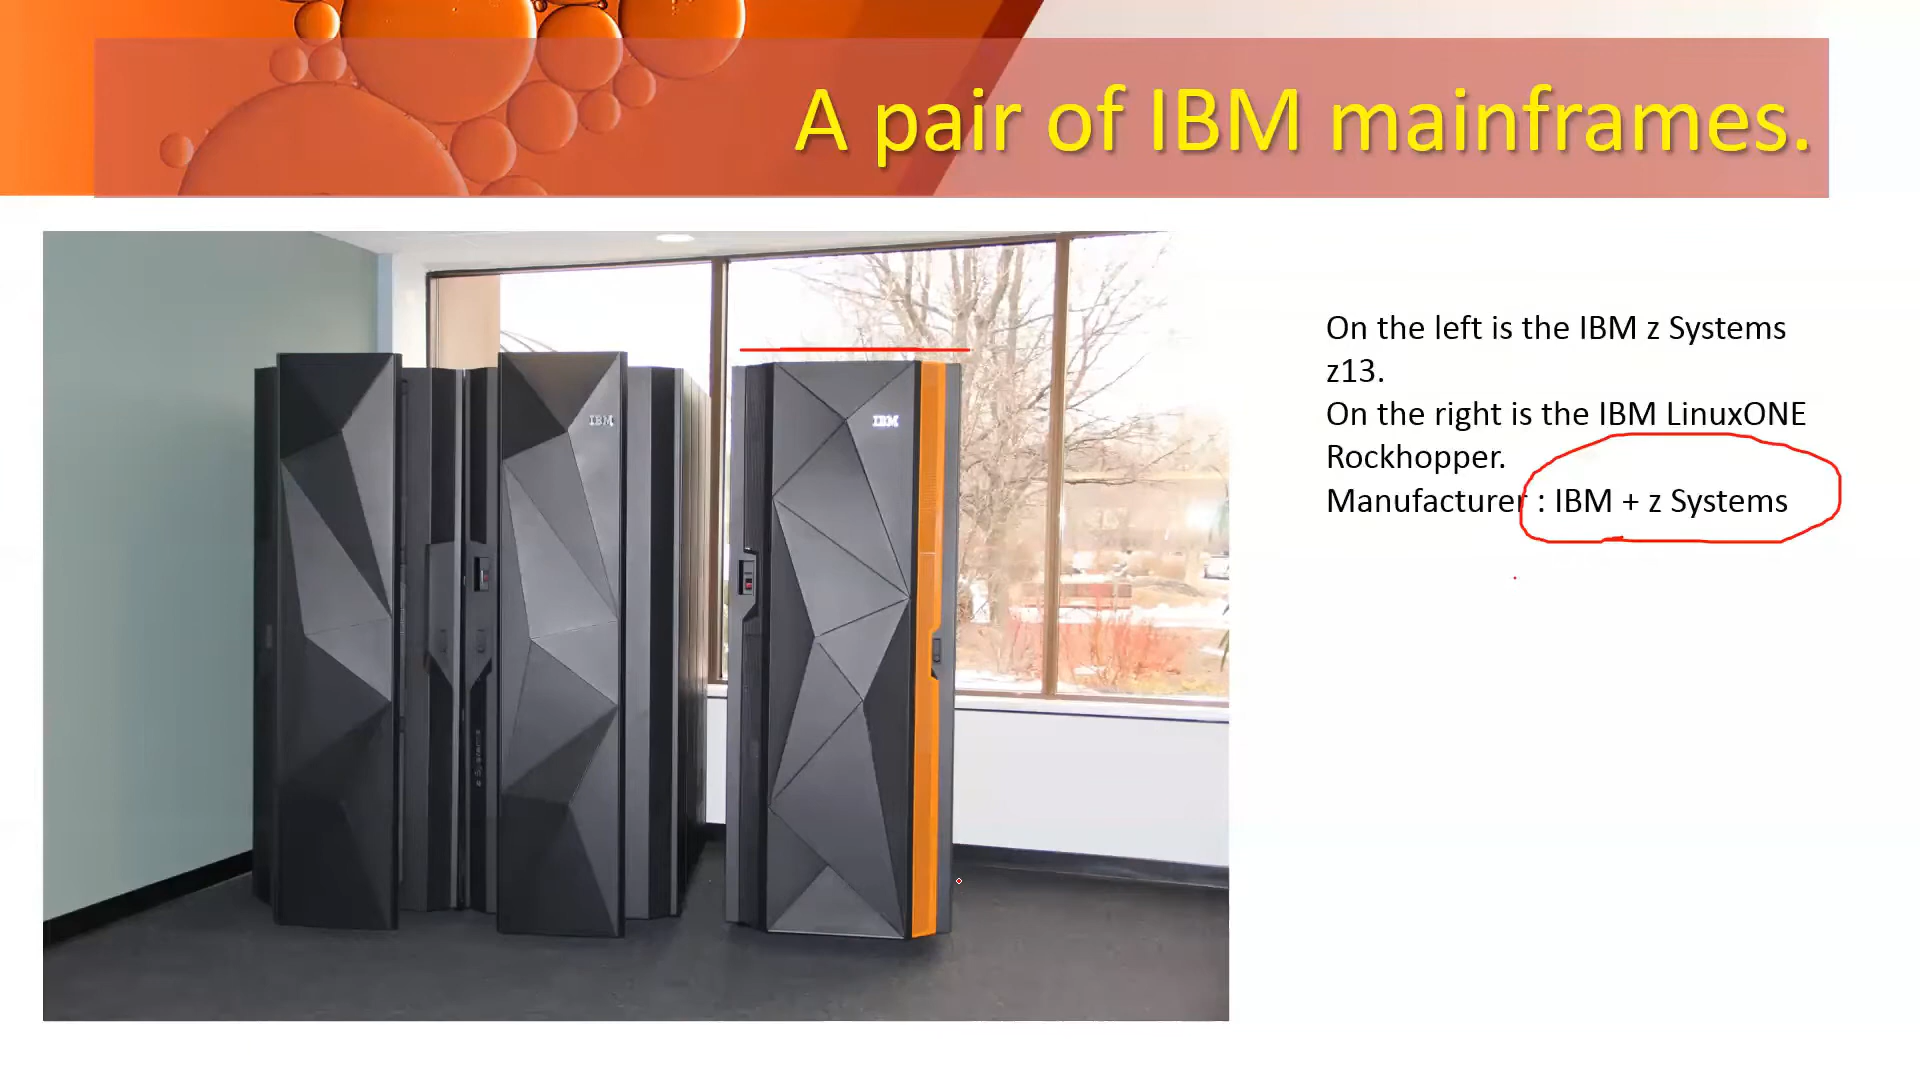 A pair of IBM mainframes.
On the left is the IBM z Systems
z13.
On the right is the IBM LinuxONE
Rockhopper.
Manufacturer : IBM + z Systems
IBM
IBM
z Systems